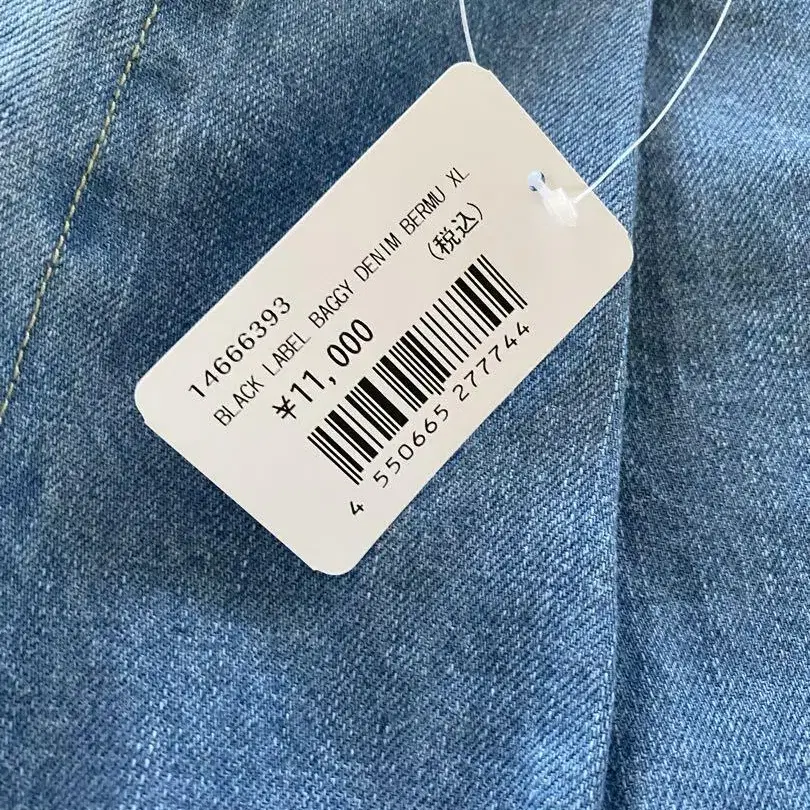 14666393
BLACK LABEL BAGGY DENIM BERMU XL
¥11,000 (税込)
4 550665 277744